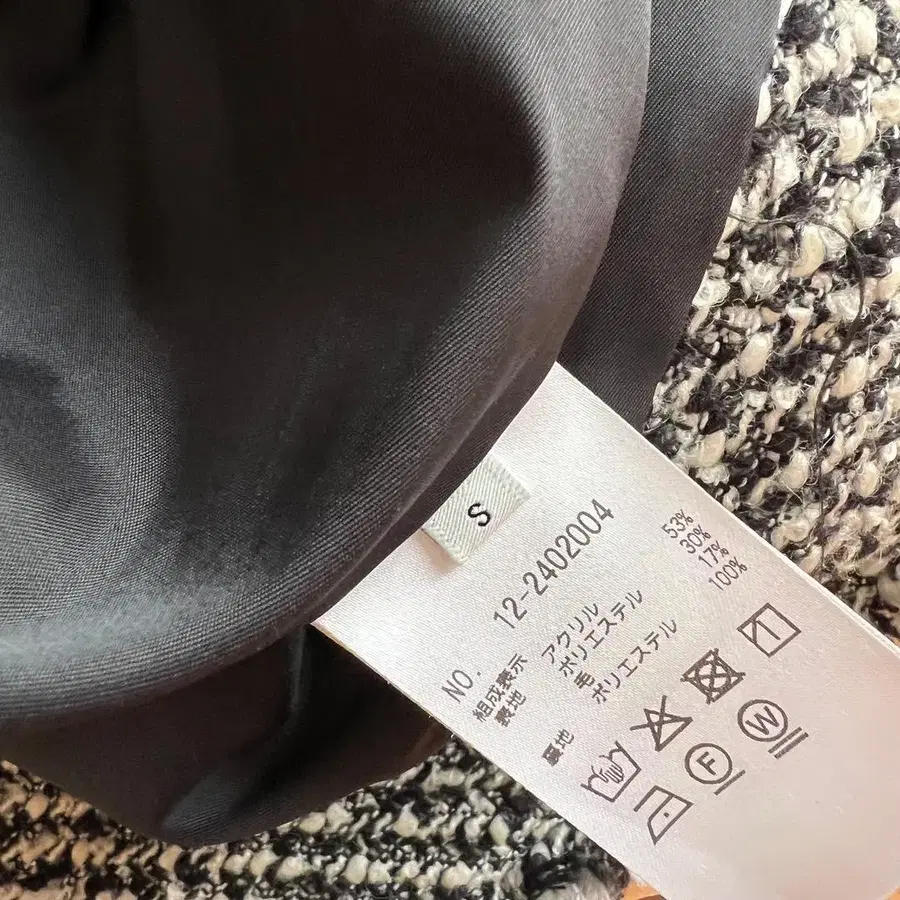 S
NO. 12-2402004
組成表示
表地 アクリル 53%
ポリエステル 30%
毛 17%
裏地 ポリエステル 100%
F W